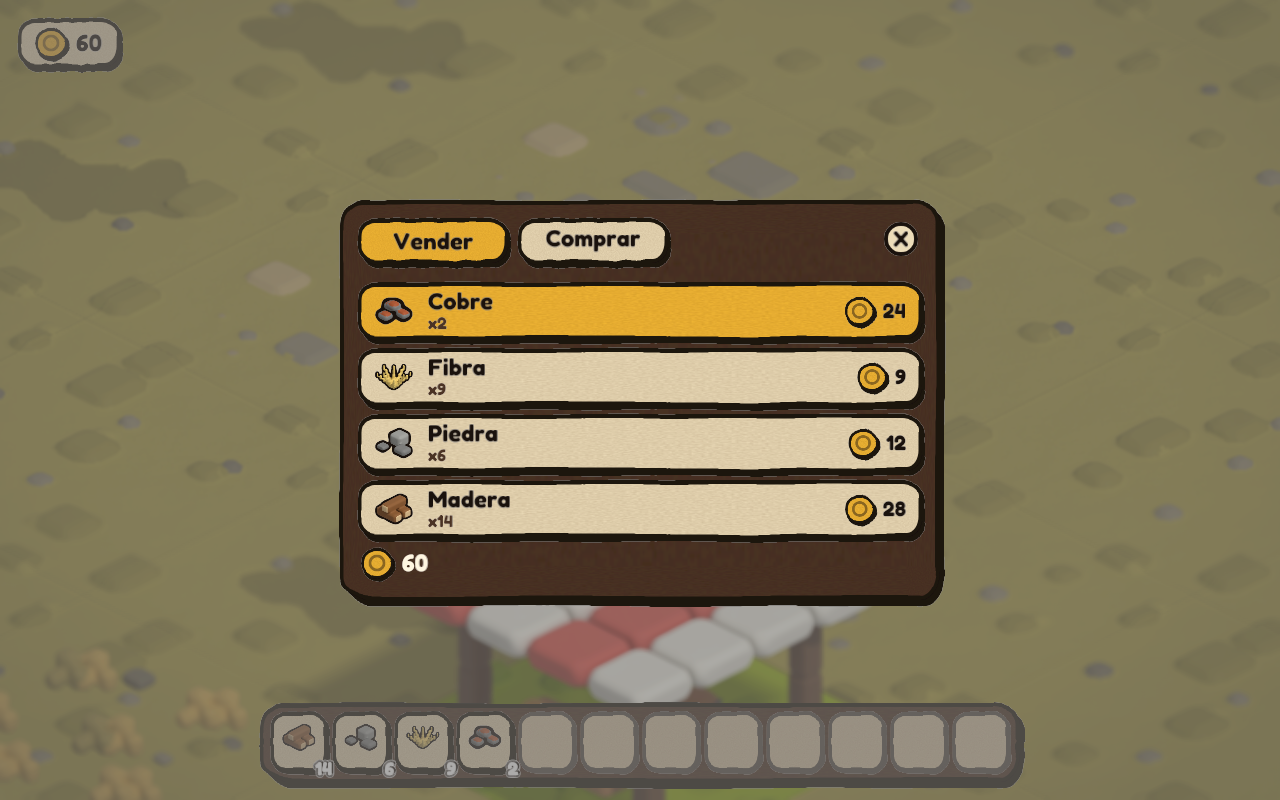 60
Vender
Comprar
Cobre
x2
24
Fibra
x9
9
Piedra
x6
12
Madera
x14
28
60
14
6
9
2